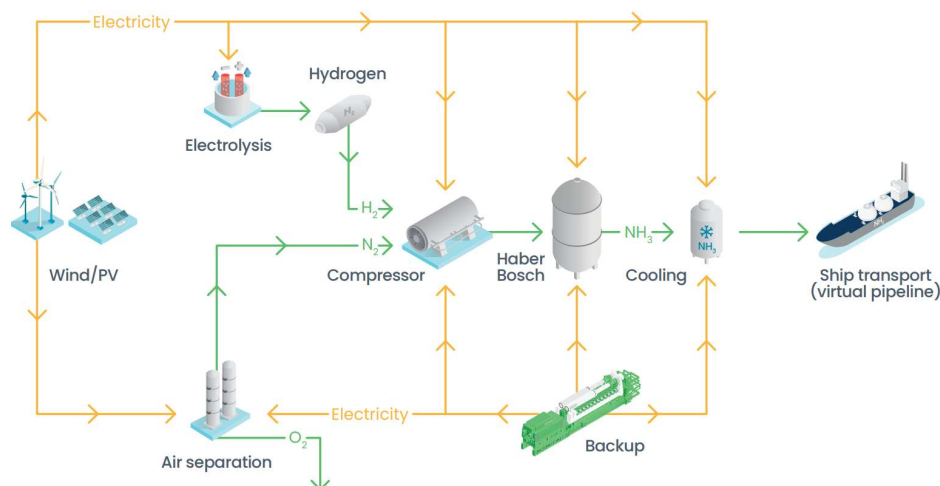 Electricity
Hydrogen
H₂
Electrolysis
H₂
N₂
Wind/PV
Compressor
Haber
Bosch
NH₃
Cooling
NH₃
NH₃
Ship transport
(virtual pipeline)
Electricity
Backup
O₂
Air separation